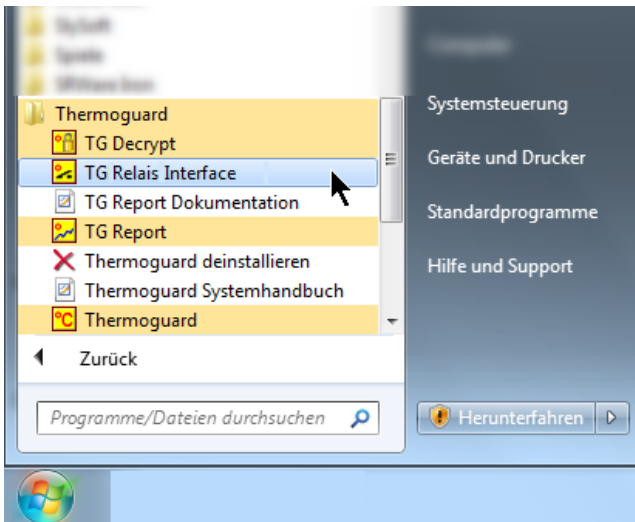 Thermoguard
TG Decrypt
TG Relais Interface
TG Report Dokumentation
TG Report
Thermoguard deinstallieren
Thermoguard Systemhandbuch
°C Thermoguard
Zurück
Programme/Dateien durchsuchen
Systemsteuerung
Geräte und Drucker
Standardprogramme
Hilfe und Support
Herunterfahren